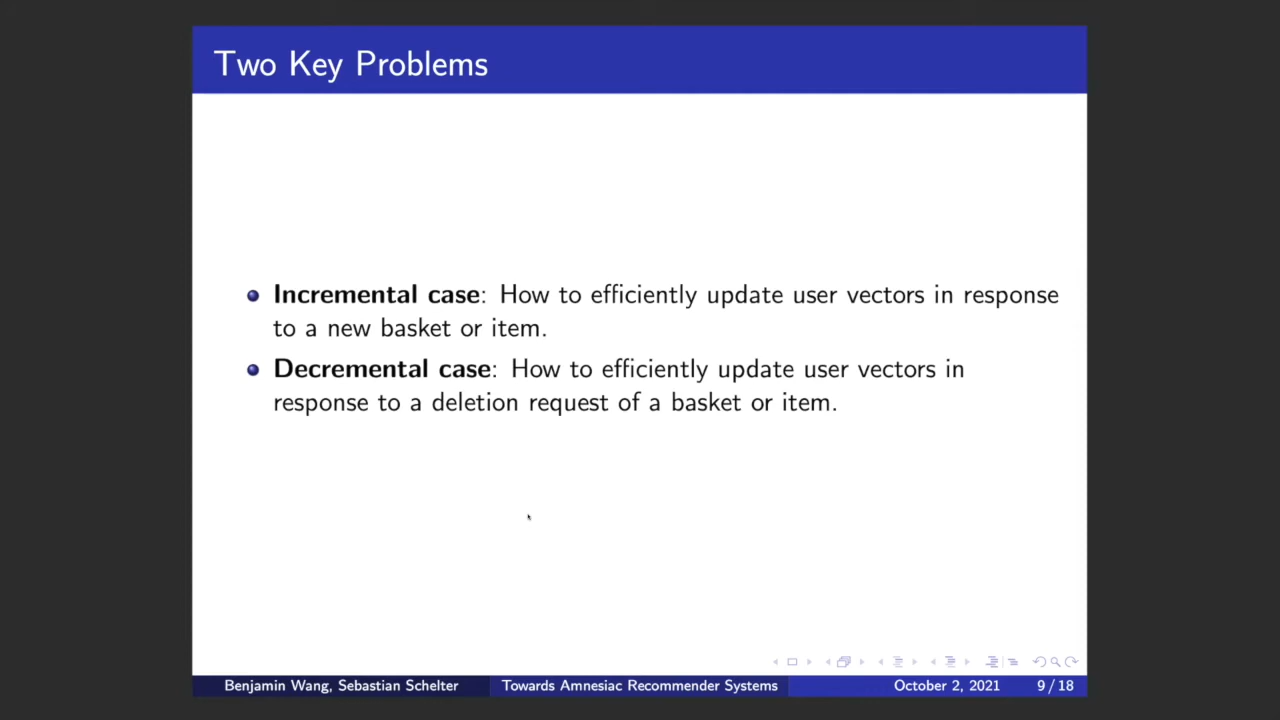 Two Key Problems
Incremental case: How to efficiently update user vectors in response
to a new basket or item.
Decremental case: How to efficiently update user vectors in
response to a deletion request of a basket or item.
Benjamin Wang, Sebastian Schelter Towards Amnesiac Recommender Systems October 2, 2021 9 / 18